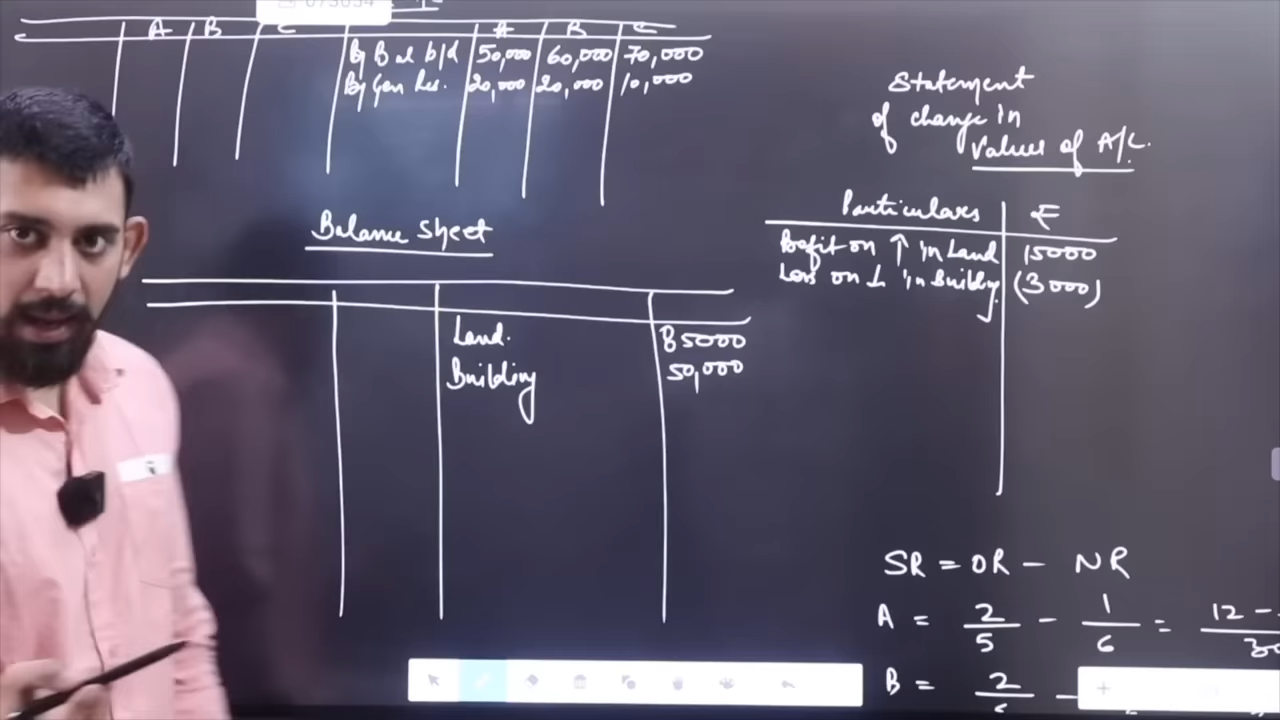 A B C A B C
By Bal b/d 50,000 60,000 70,000
By Gen Res. 20,000 20,000 10,000
Statement
of change in
Values of A/C.
Balance Sheet
Particulars ₹
Profit on ↑ in Land 15000
Loss on ↓ in Building (3000)
Land. 85000
Building 50,000
SR = OR - NR
A = 2/5 - 1/6 = 12 -
B = 2